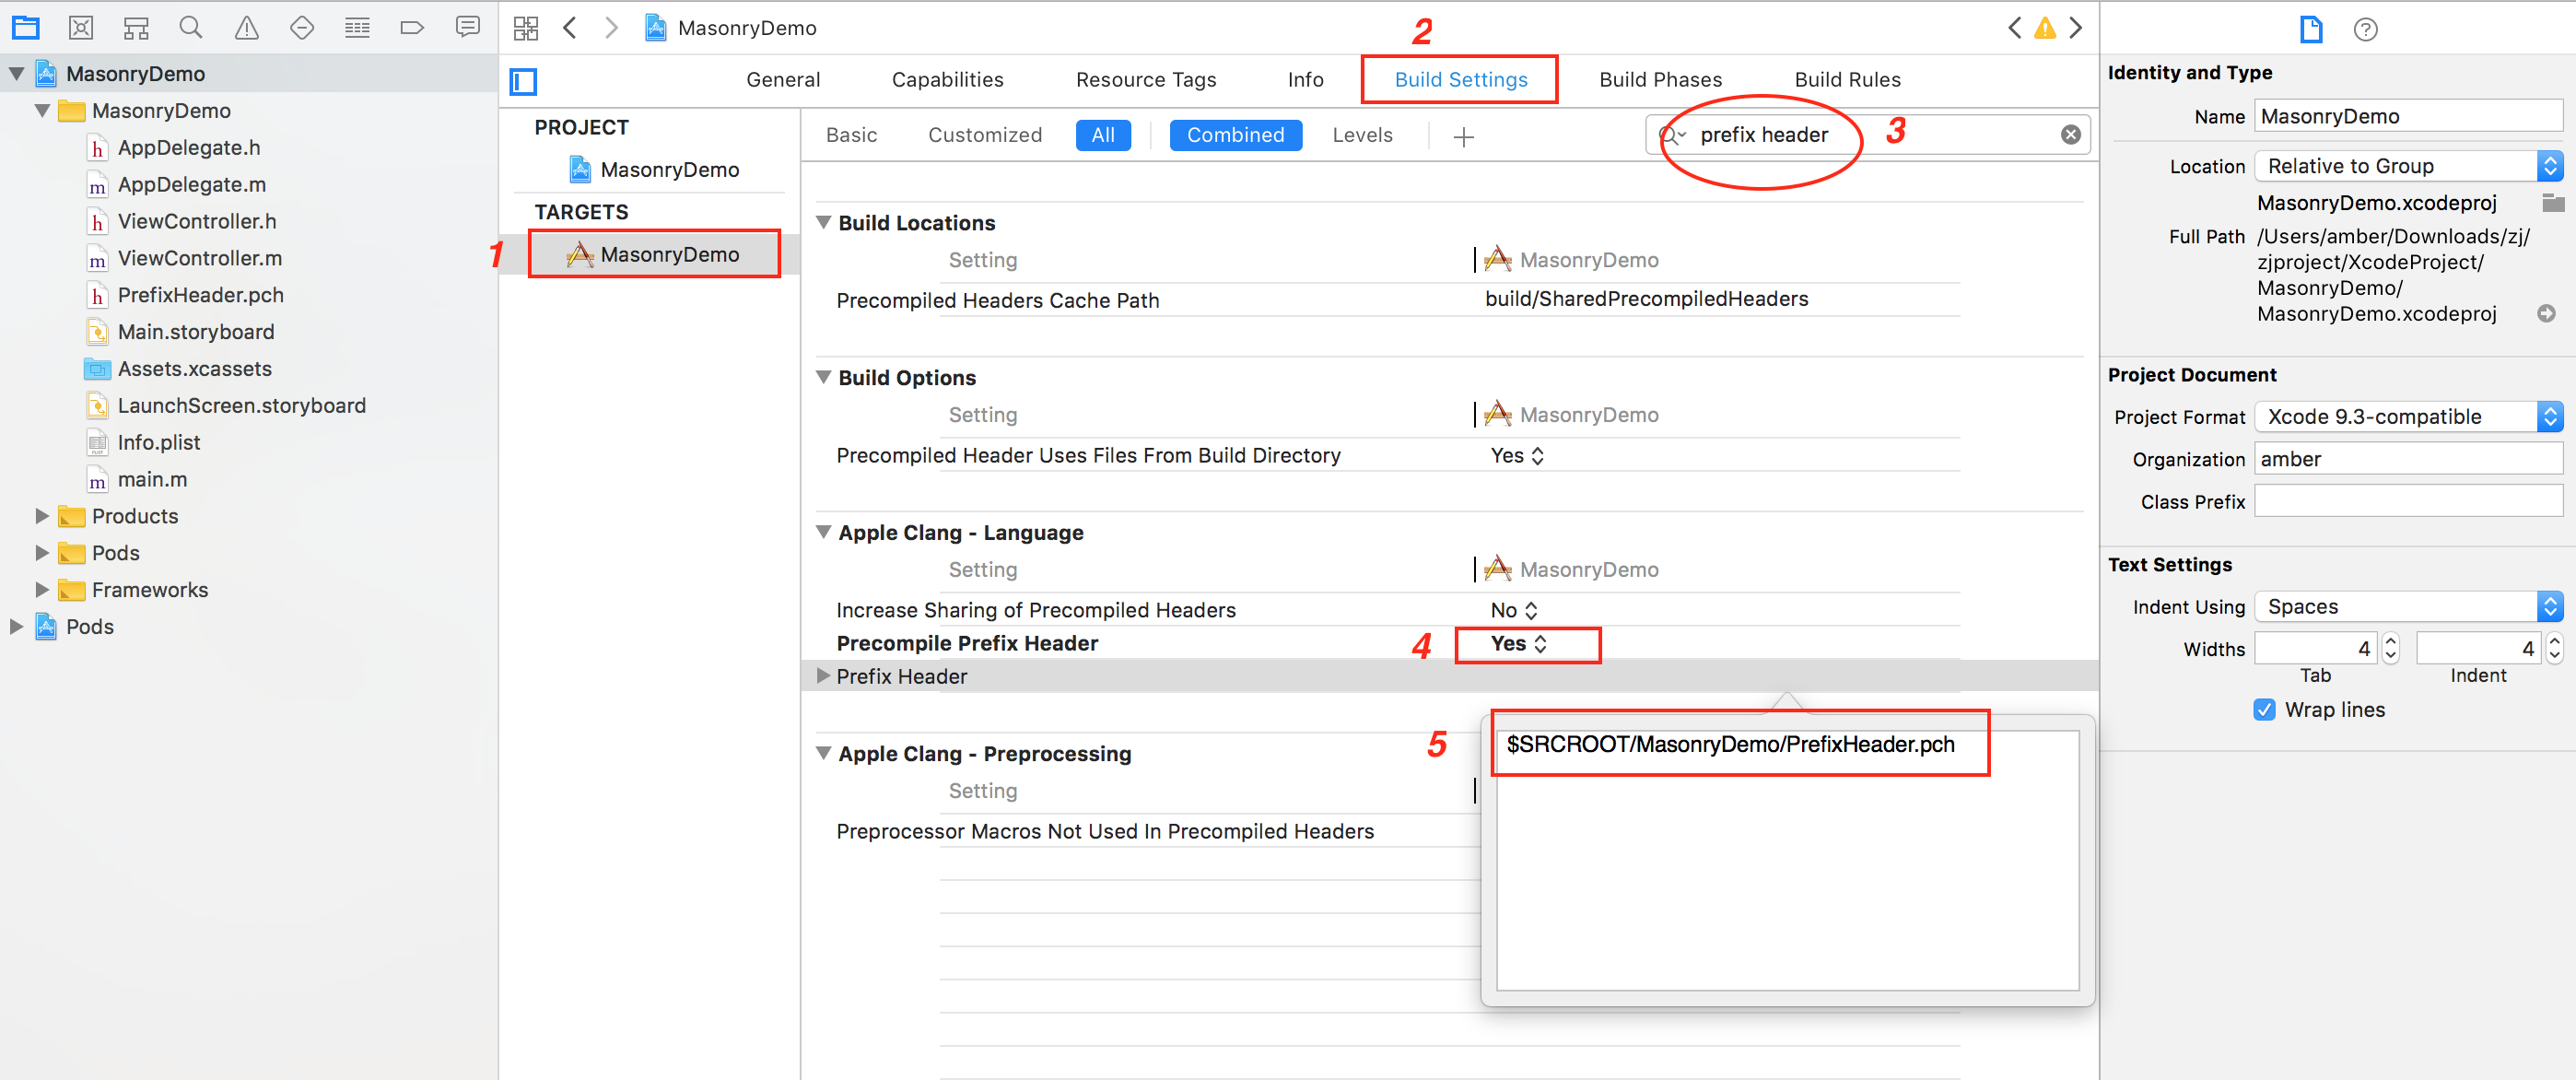 MasonryDemo
MasonryDemo
AppDelegate.h
AppDelegate.m
ViewController.h
ViewController.m
PrefixHeader.pch
Main.storyboard
Assets.xcassets
LaunchScreen.storyboard
Info.plist
main.m
Products
Pods
Frameworks
Pods
MasonryDemo
2
General Capabilities Resource Tags Info Build Settings Build Phases Build Rules
PROJECT
MasonryDemo
TARGETS
1 MasonryDemo
Basic Customized All Combined Levels prefix header 3
Build Locations
Setting MasonryDemo
Precompiled Headers Cache Path build/SharedPrecompiledHeaders
Build Options
Setting MasonryDemo
Precompiled Header Uses Files From Build Directory Yes
Apple Clang - Language
Setting MasonryDemo
Increase Sharing of Precompiled Headers No
Precompile Prefix Header 4 Yes
Prefix Header
5 $SRCROOT/MasonryDemo/PrefixHeader.pch
Apple Clang - Preprocessing
Setting
Preprocessor Macros Not Used In Precompiled Headers
Identity and Type
Name MasonryDemo
Location Relative to Group
MasonryDemo.xcodeproj
Full Path /Users/amber/Downloads/zj/
zjproject/XcodeProject/
MasonryDemo/
MasonryDemo.xcodeproj
Project Document
Project Format Xcode 9.3-compatible
Organization amber
Class Prefix
Text Settings
Indent Using Spaces
Widths 4 4
Tab Indent
Wrap lines